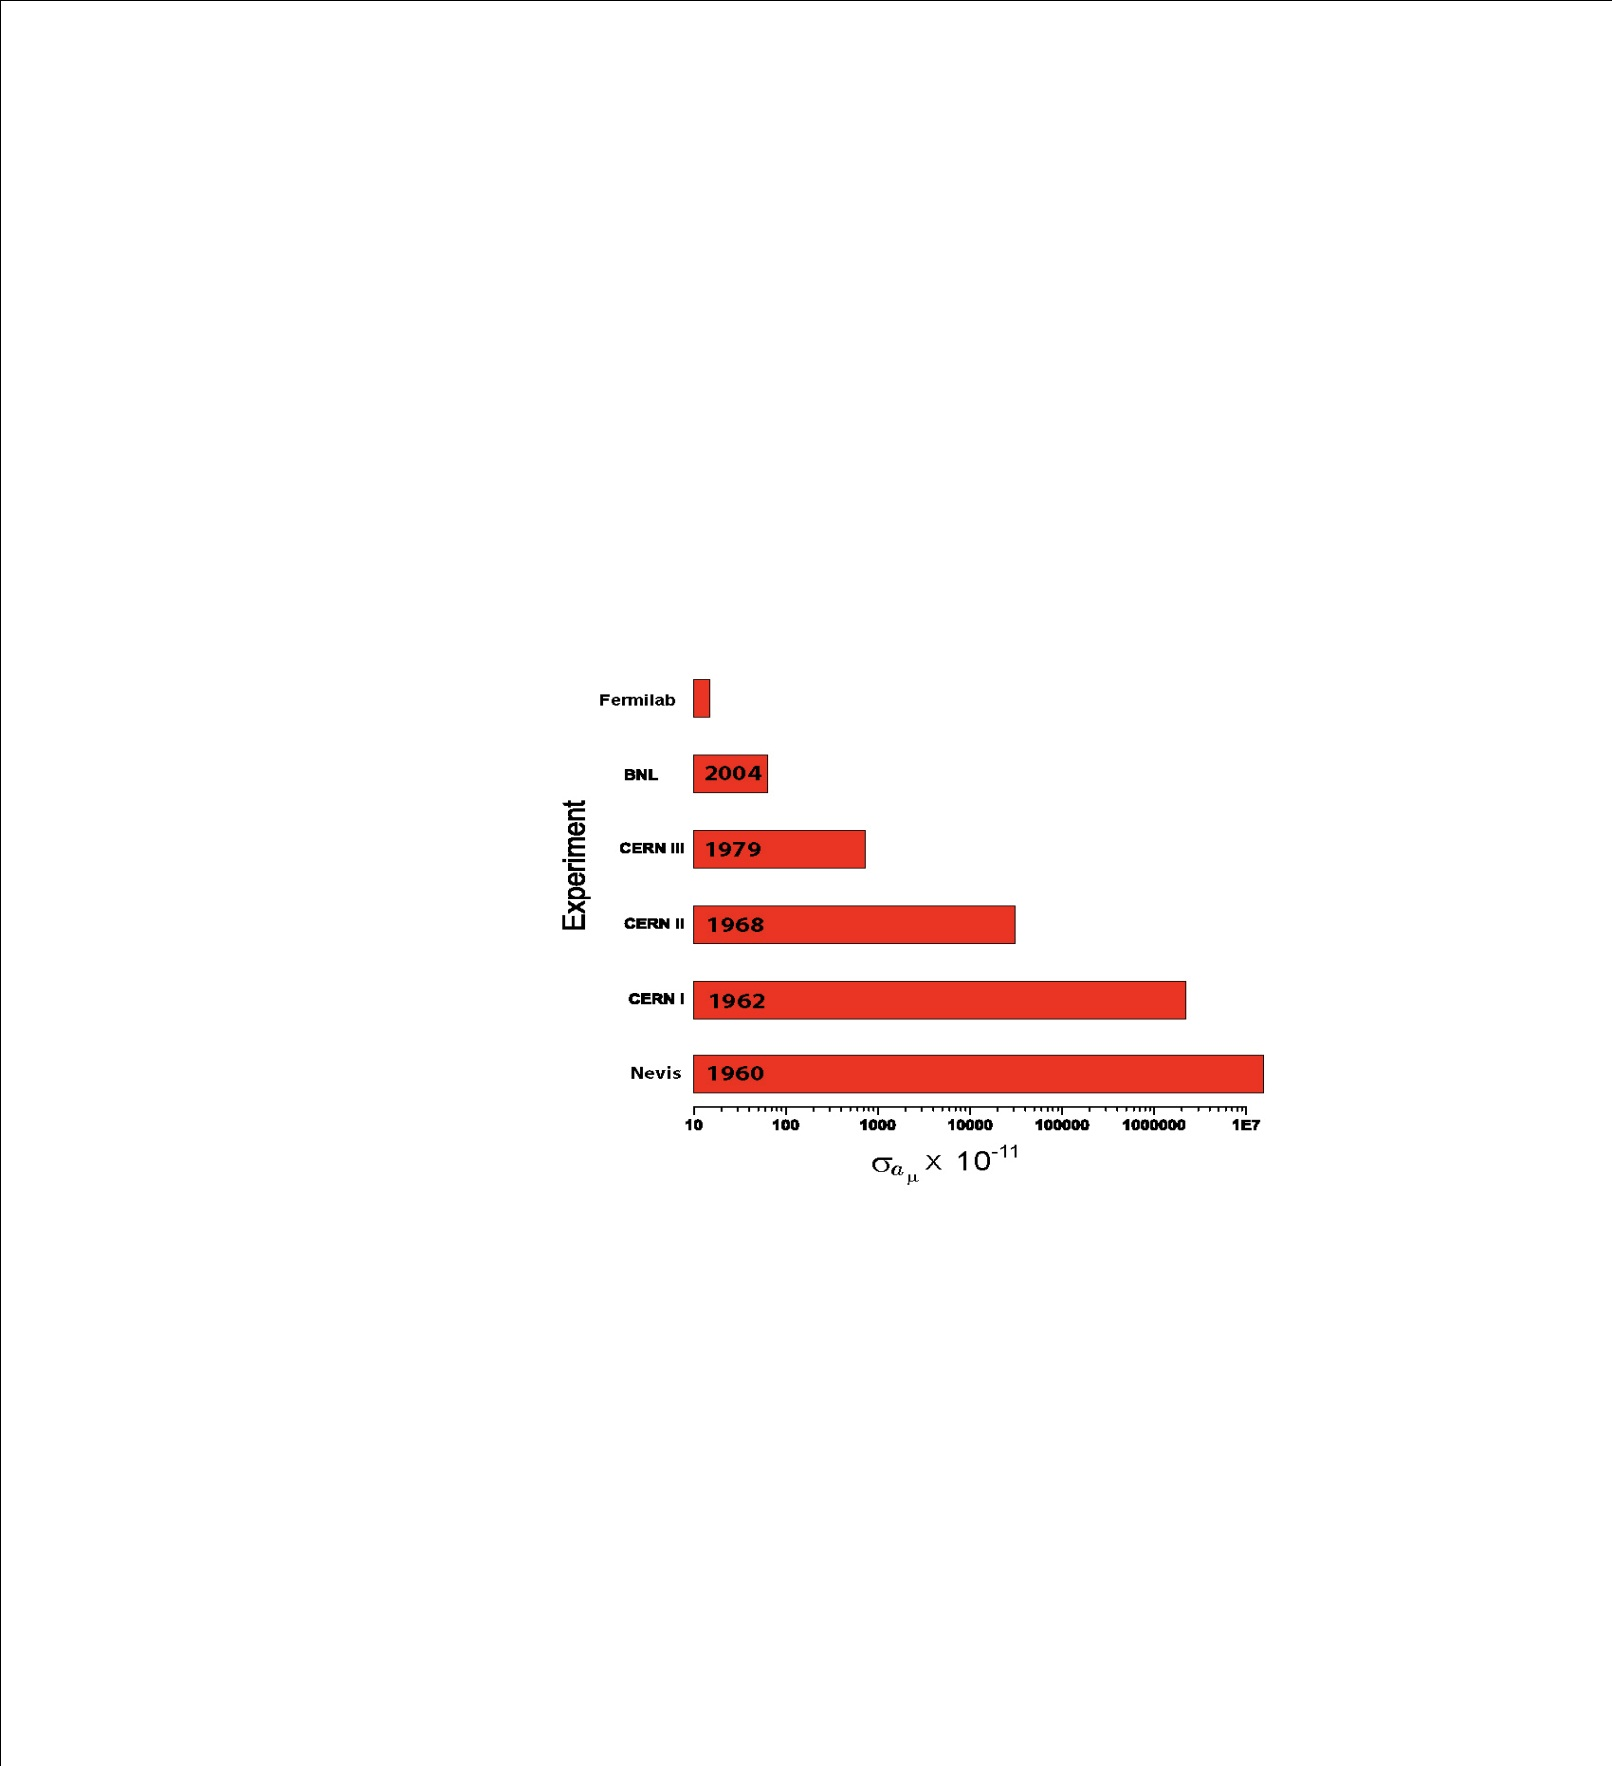 Fermilab
BNL 2004
Experiment
CERN III 1979
CERN II 1968
CERN I 1962
Nevis 1960
10 100 1000 10000 100000 1000000 1E7
σaμ × 10-11